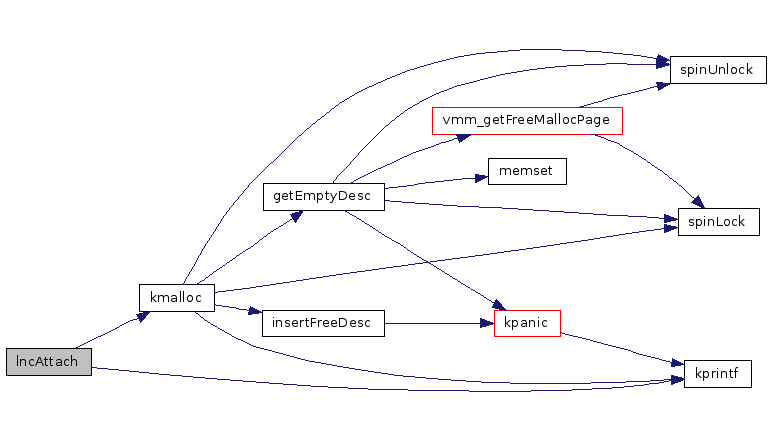 spinUnlock
vmm_getFreeMallocPage
memset
getEmptyDesc
spinLock
kmalloc
insertFreeDesc
kpanic
lncAttach
kprintf